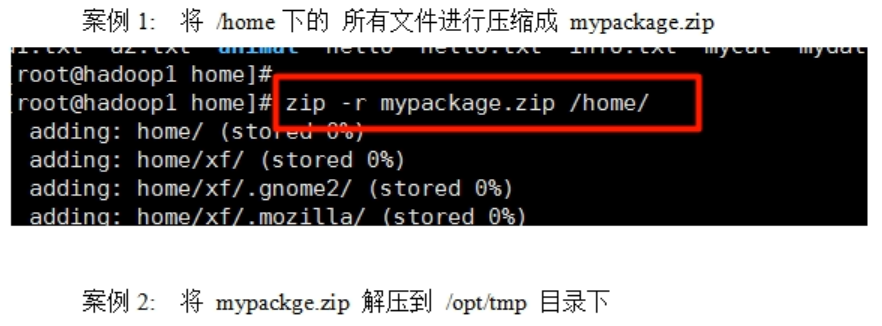 案例 1: 将 /home 下的 所有文件进行压缩成 mypackage.zip
a1.txt a2.txt animal hello hello.txt info.txt mycat mydat
[root@hadoop1 home]#
[root@hadoop1 home]# zip -r mypackage.zip /home/
adding: home/ (stored 0%)
adding: home/xf/ (stored 0%)
adding: home/xf/.gnome2/ (stored 0%)
adding: home/xf/.mozilla/ (stored 0%)
案例 2: 将 mypackge.zip 解压到 /opt/tmp 目录下